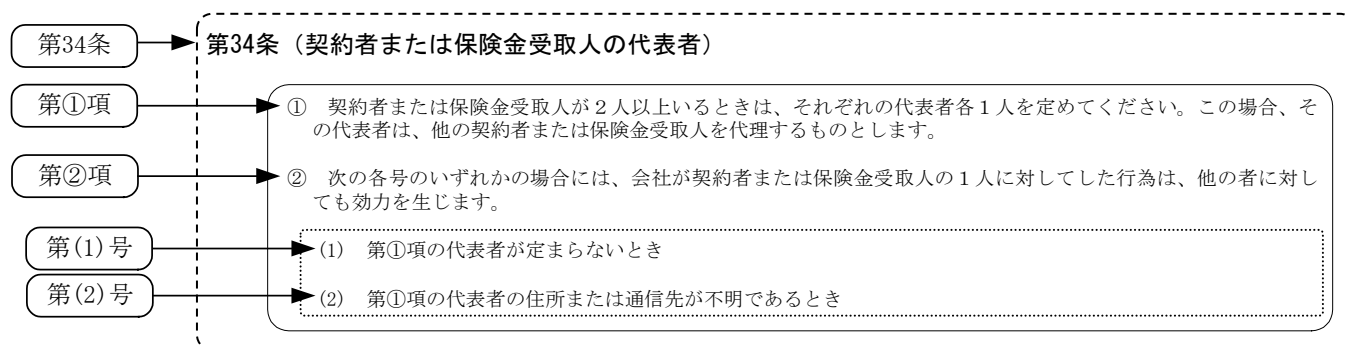 第34条
第34条（契約者または保険金受取人の代表者）
第①項
① 契約者または保険金受取人が２人以上いるときは、それぞれの代表者各１人を定めてください。この場合、そ
の代表者は、他の契約者または保険金受取人を代理するものとします。
第②項
② 次の各号のいずれかの場合には、会社が契約者または保険金受取人の１人に対してした行為は、他の者に対し
ても効力を生じます。
第(1)号
(1) 第①項の代表者が定まらないとき
第(2)号
(2) 第①項の代表者の住所または通信先が不明であるとき